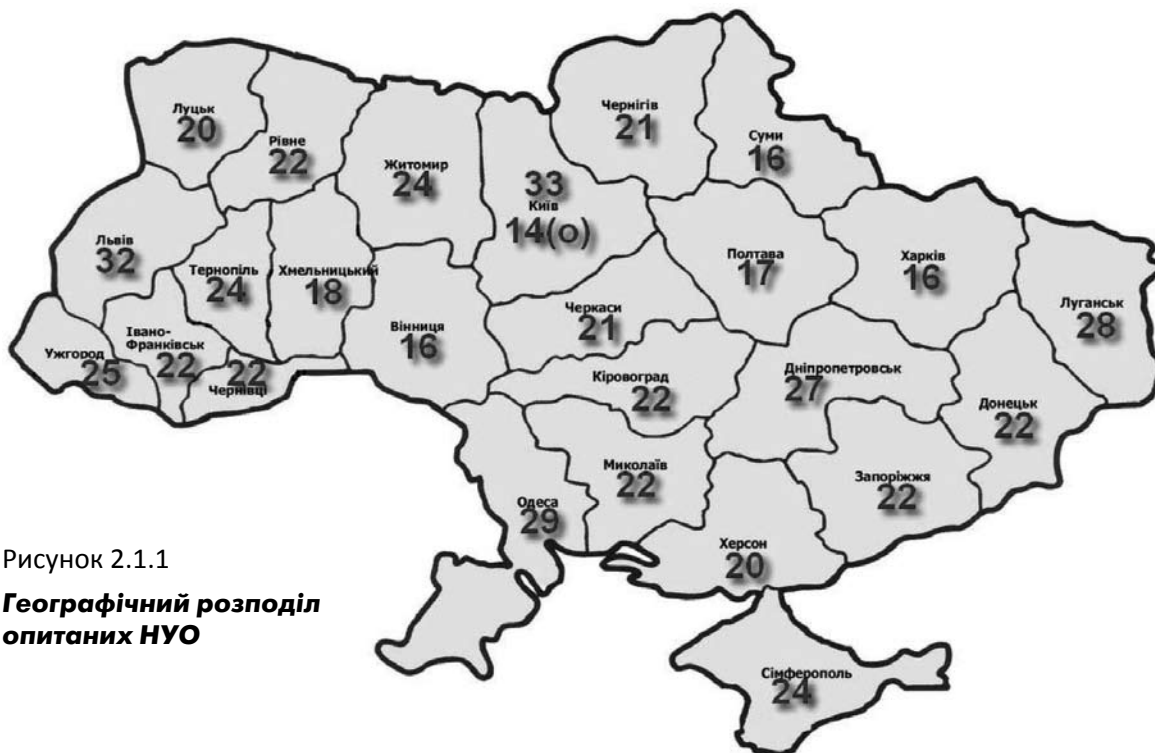 Луцьк
20
Рівне
22
Житомир
24
33
Київ
14(о)
Чернігів
21
Суми
16
Львів
32
Тернопіль
24
Хмельницький
18
Вінниця
16
Черкаси
21
Полтава
17
Харків
16
Луганськ
28
Ужгород
25
Івано-
Франківськ
22
22
Чернівці
Кіровоград
22
Дніпропетровськ
27
Донецьк
22
Одеса
29
Миколаїв
22
Запоріжжя
22
Херсон
20
Сімферополь
24
Рисунок 2.1.1
Географічний розподіл
опитаних НУО